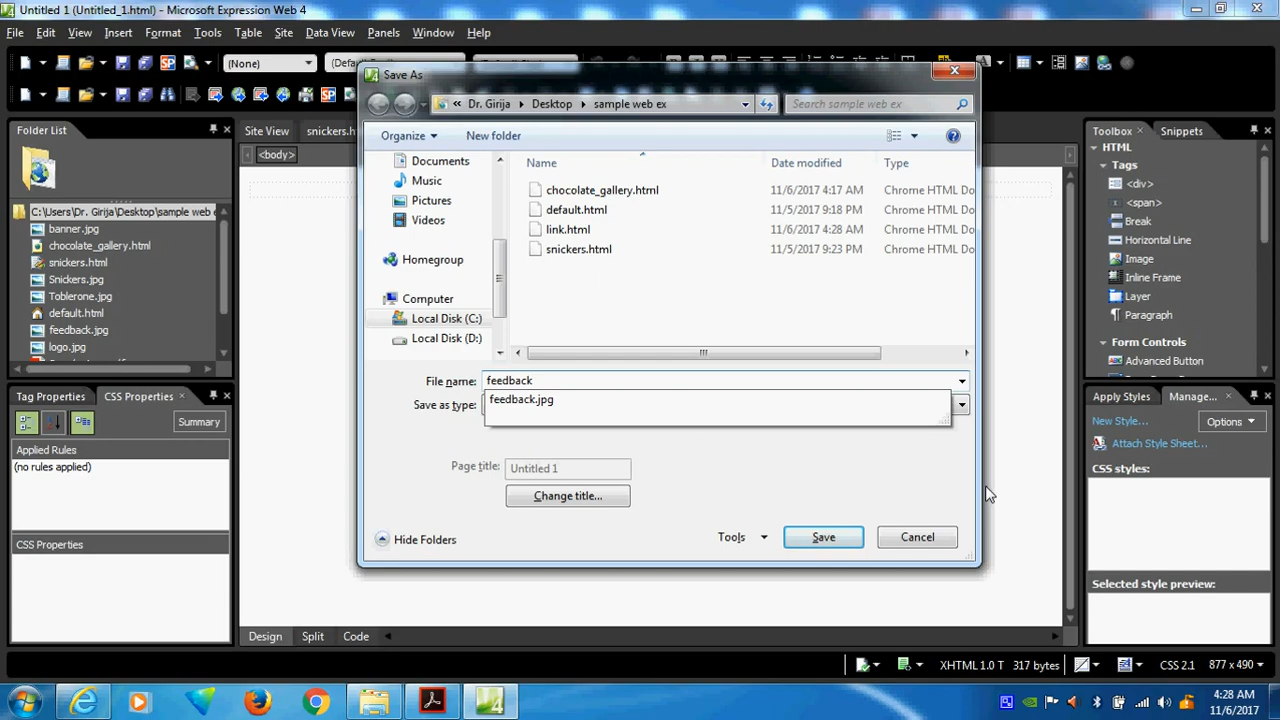 Untitled 1 (Untitled_1.html) - Microsoft Expression Web 4
File Edit View Insert Format Tools Table Site Data View Panels Window Help
(None)
Save As
Folder List
Site View
snickers.h
<body>
Dr. Girija Desktop sample web ex
Search sample web ex
Organize
New folder
Documents
Music
Pictures
Videos
Homegroup
Computer
Local Disk (C:)
Local Disk (D:)
Name Date modified Type
chocolate_gallery.html 11/6/2017 4:17 AM Chrome HTML Do
default.html 11/5/2017 9:18 PM Chrome HTML Do
link.html 11/6/2017 4:28 AM Chrome HTML Do
snickers.html 11/5/2017 9:23 PM Chrome HTML Do
File name: feedback
feedback.jpg
Save as type:
Page title: Untitled 1
Change title...
Hide Folders
Tools
Save
Cancel
C:\Users\Dr. Girija\Desktop\sample web e
banner.jpg
chocolate_gallery.html
snickers.html
Snickers.jpg
Toblerone.jpg
default.html
feedback.jpg
logo.jpg
Tag Properties
CSS Properties
Summary
Applied Rules
(no rules applied)
CSS Properties
Toolbox
Snippets
HTML
Tags
<div>
<span>
Break
Horizontal Line
Image
Inline Frame
Layer
Paragraph
Form Controls
Advanced Button
Apply Styles
Manage...
New Style...
Options
Attach Style Sheet...
CSS styles:
Selected style preview:
Design Split Code
XHTML 1.0 T 317 bytes CSS 2.1 877 x 490
4:28 AM
11/6/2017